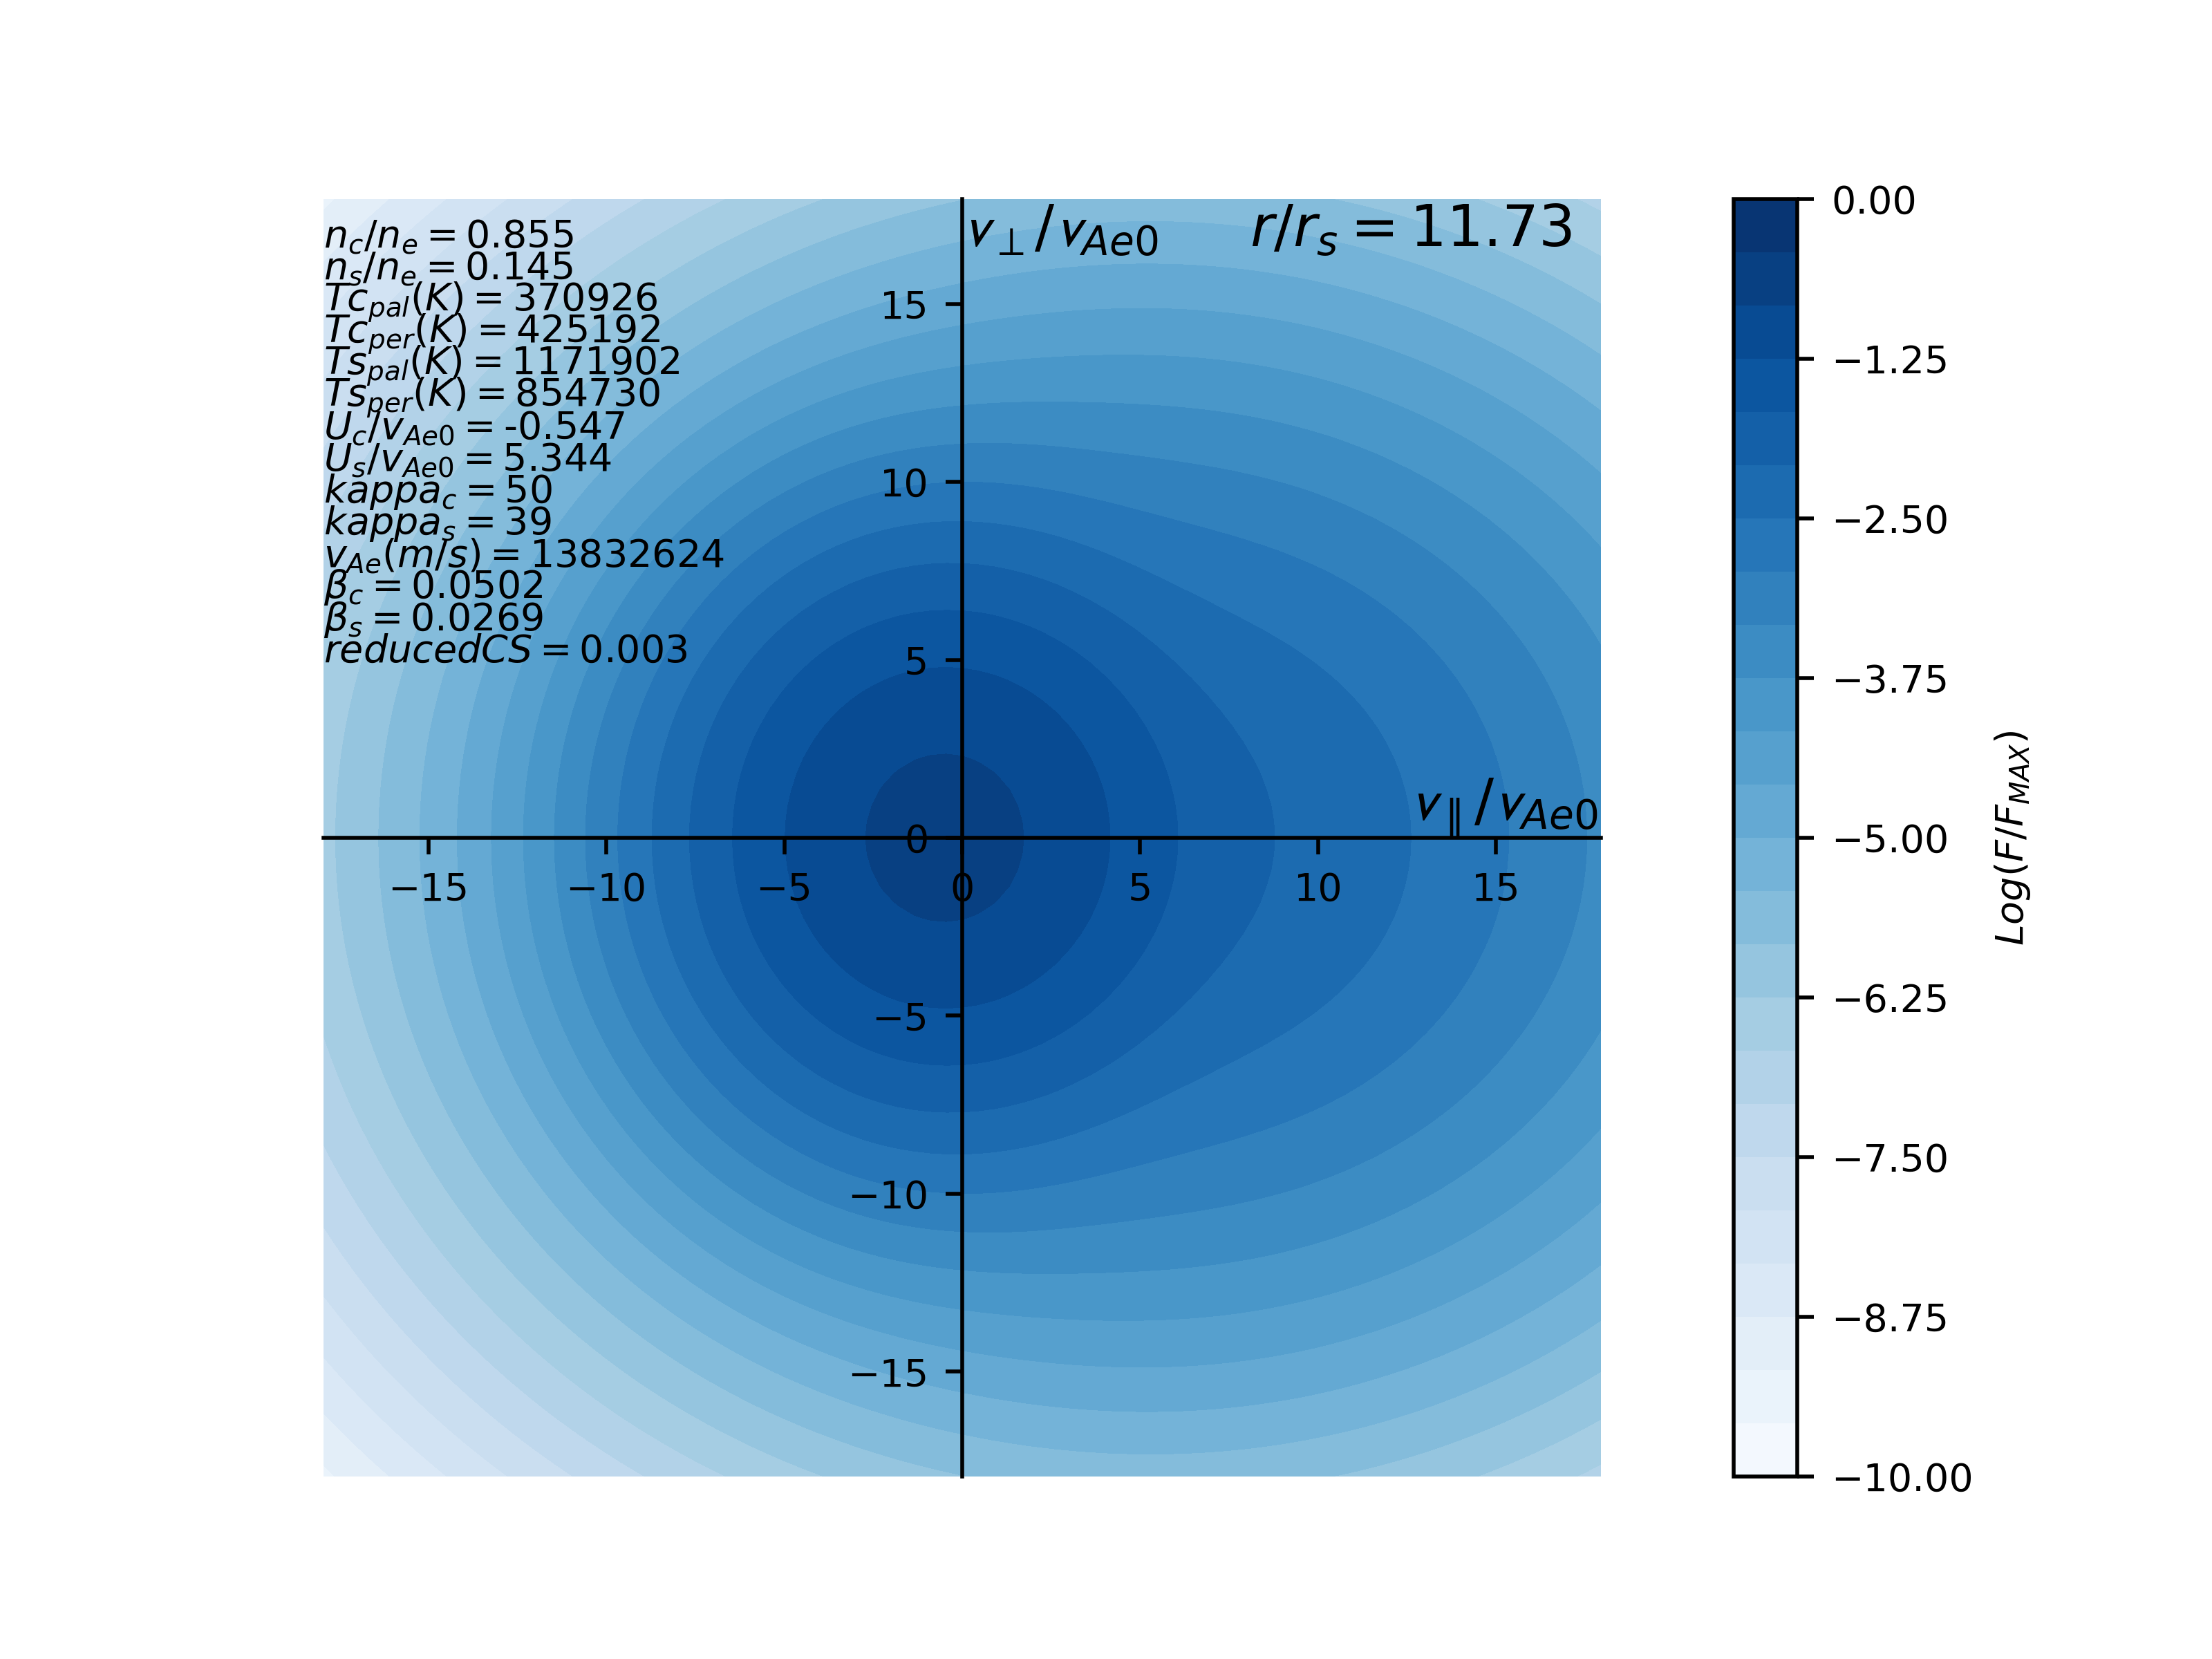 n_c/n_e = 0.855
n_s/n_e = 0.145
Tc_pal(K) = 370926
Tc_per(K) = 425192
Ts_pal(K) = 1171902
Ts_per(K) = 854730
U_c/v_Ae0 = -0.547
U_s/v_Ae0 = 5.344
kappa_c = 50
kappa_s = 39
v_Ae(m/s) = 13832624
β_c = 0.0502
β_s = 0.0269
reducedCS = 0.003
v_⊥/v_Ae0
r/r_s = 11.73
15
10
5
0
−5
−10
−15
v_∥/v_Ae0
−15 −10 −5 0 5 10 15
0.00
−1.25
−2.50
−3.75
−5.00
−6.25
−7.50
−8.75
−10.00
Log(F/F_MAX)